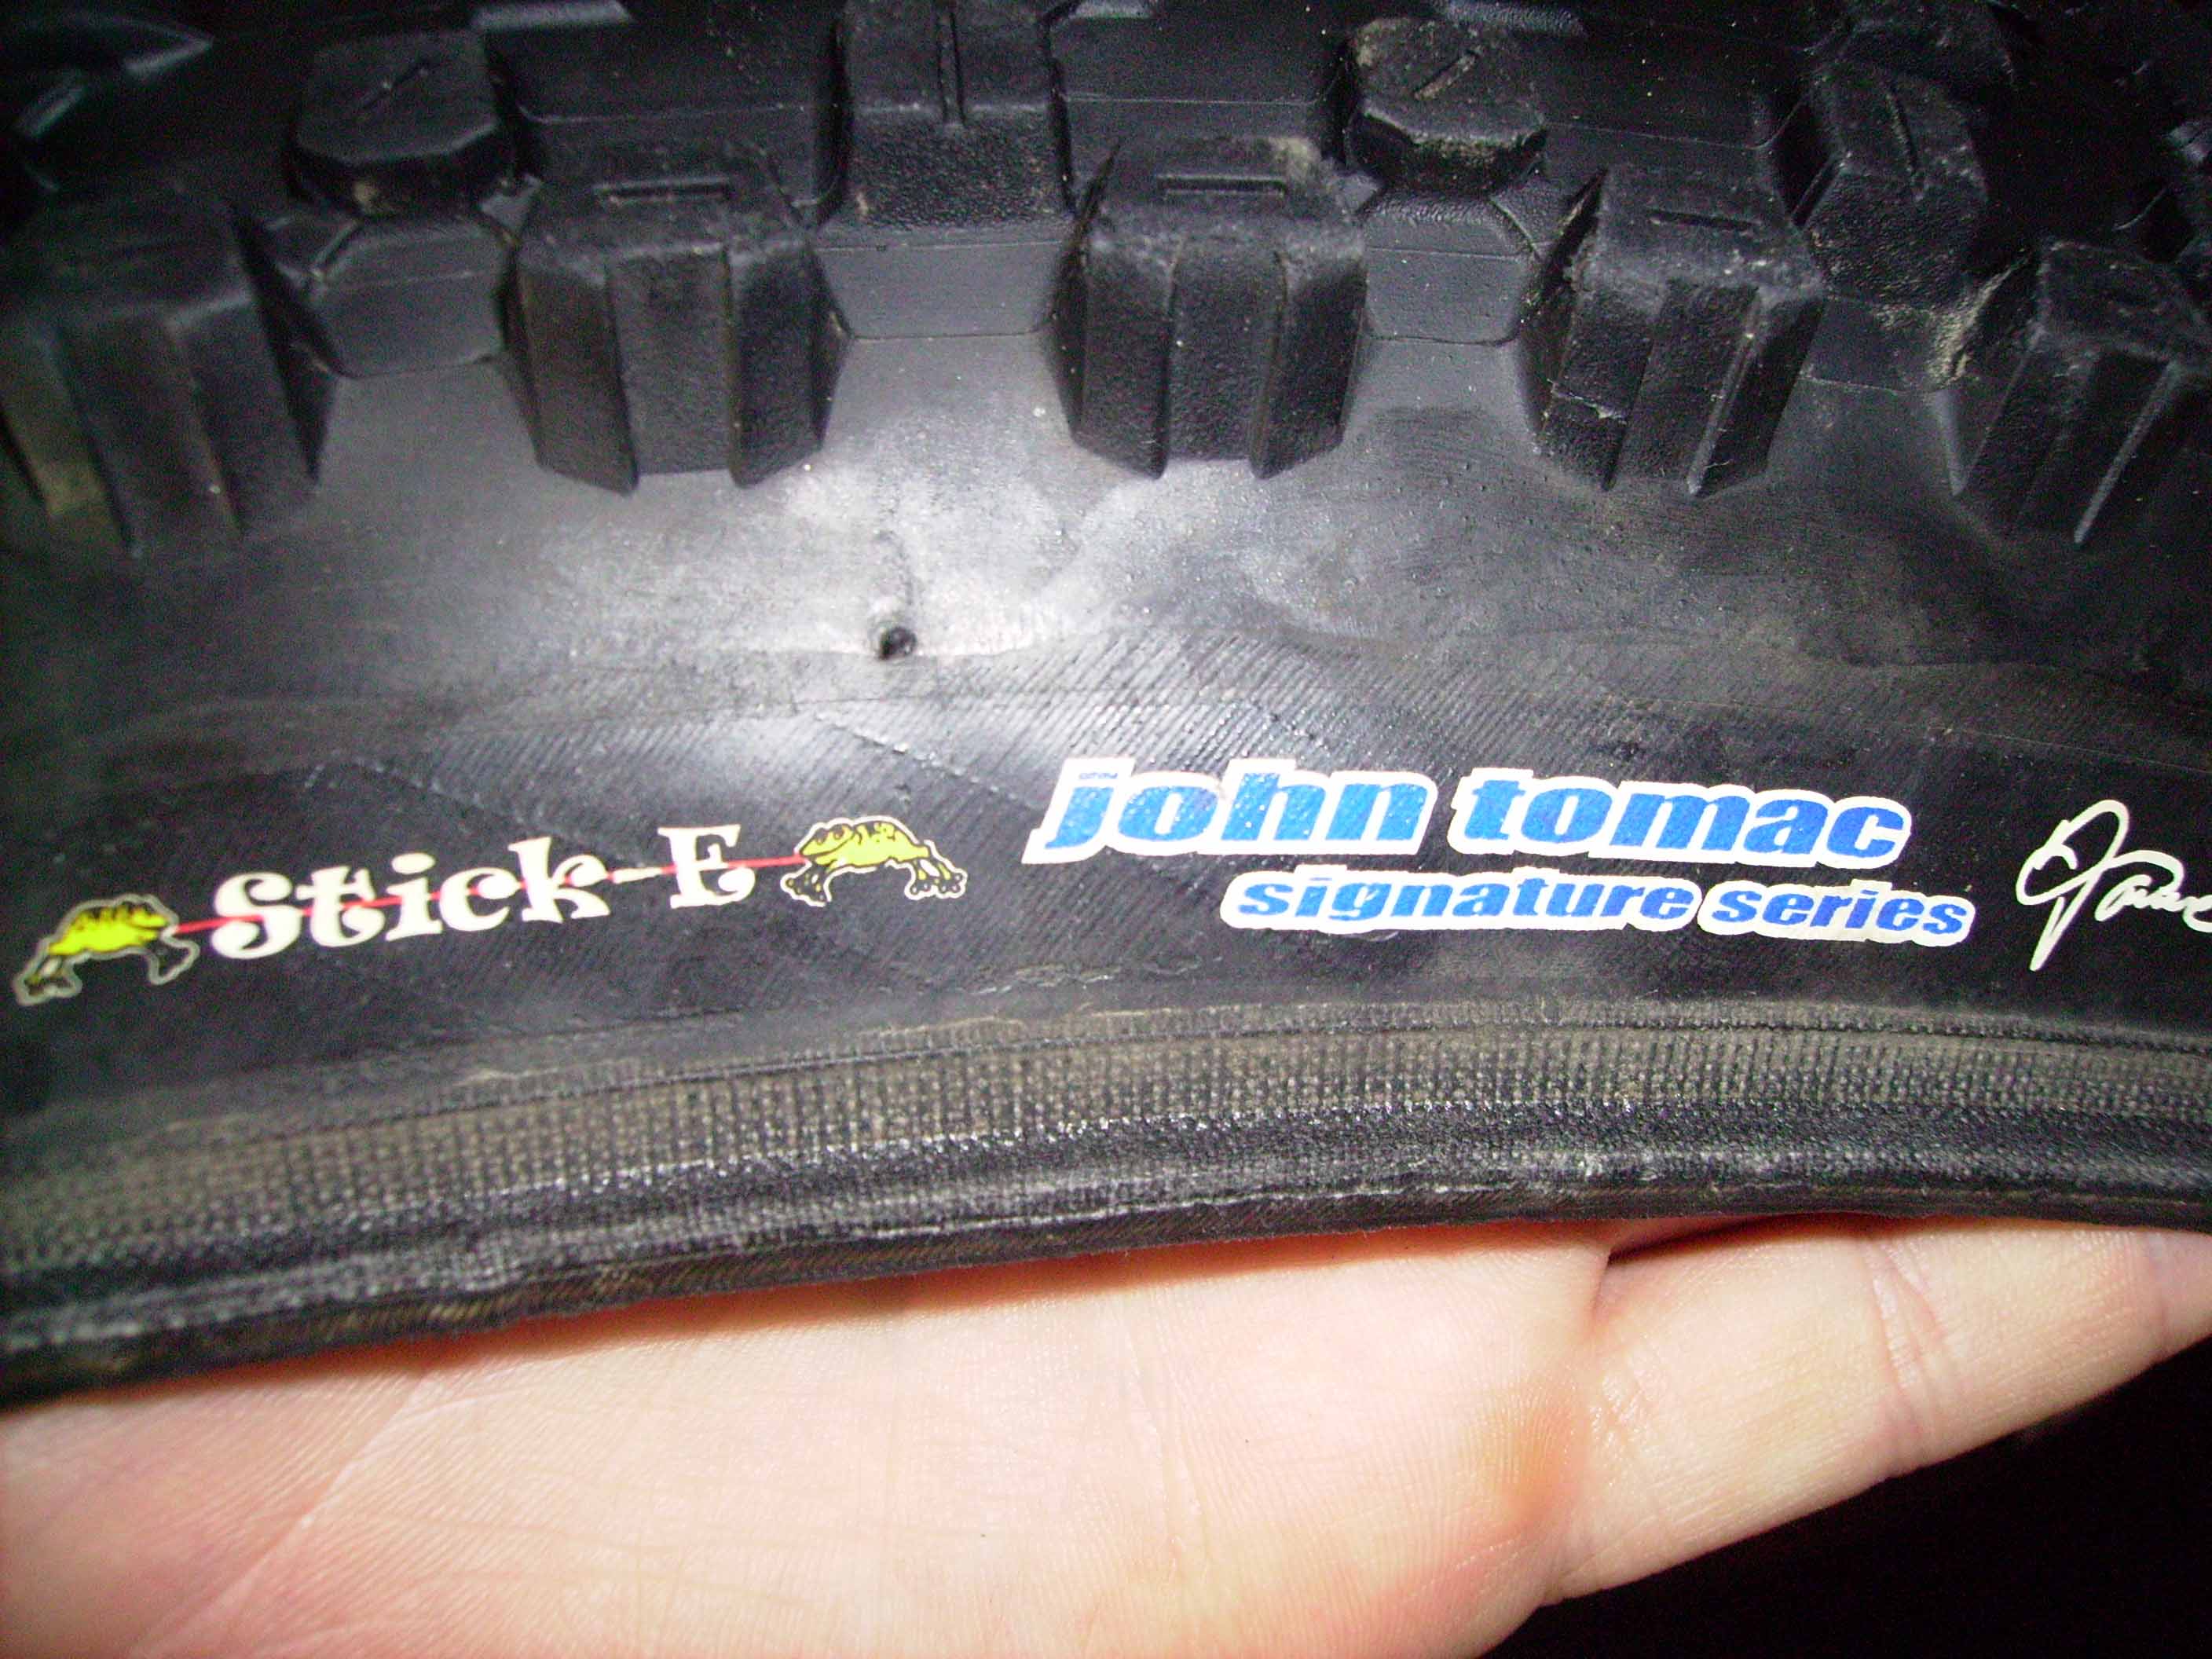 Stick-E
john tomac
signature series